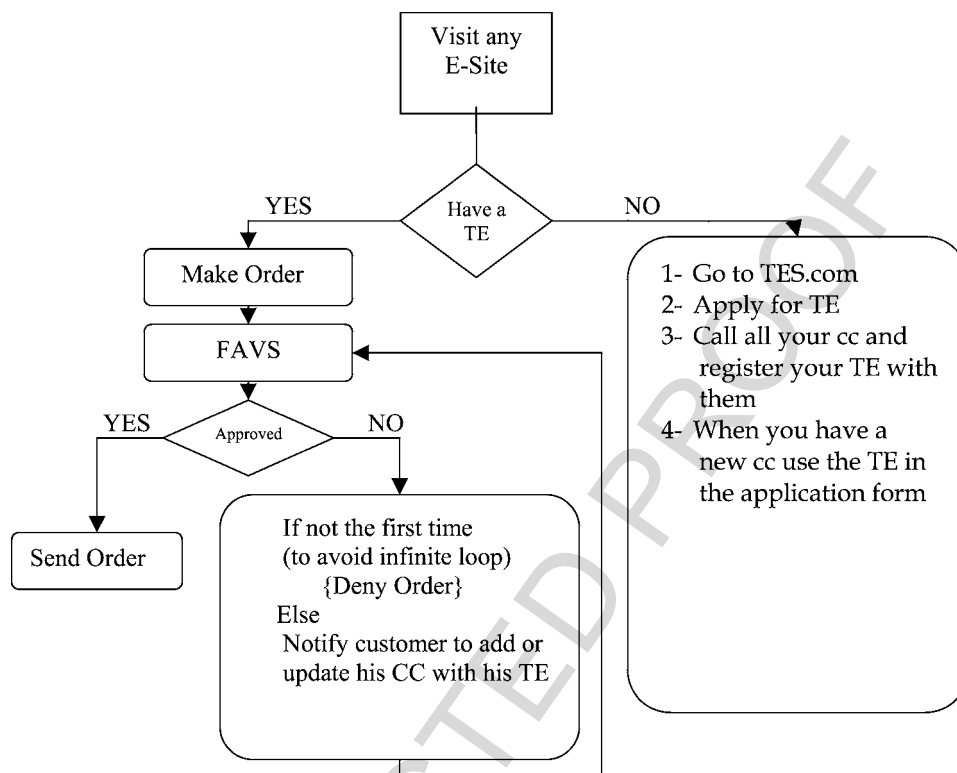 Visit any
E-Site
YES
Have a
TE
NO
Make Order
FAVS
YES
Approved
NO
Send Order
If not the first time
(to avoid infinite loop)
{Deny Order}
Else
Notify customer to add or
update his CC with his TE
1- Go to TES.com
2- Apply for TE
3- Call all your cc and
register your TE with
them
4- When you have a
new cc use the TE in
the application form
TED PROOF